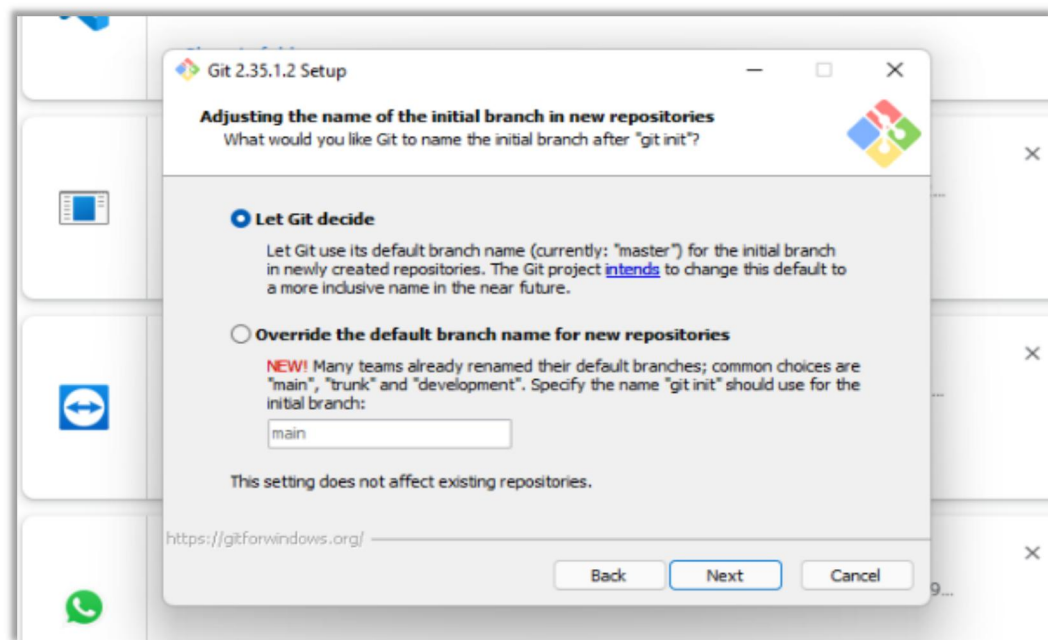 Git 2.35.1.2 Setup
Adjusting the name of the initial branch in new repositories
What would you like Git to name the initial branch after "git init"?
Let Git decide
Let Git use its default branch name (currently: "master") for the initial branch
in newly created repositories. The Git project intends to change this default to
a more inclusive name in the near future.
Override the default branch name for new repositories
NEW! Many teams already renamed their default branches; common choices are
"main", "trunk" and "development". Specify the name "git init" should use for the
initial branch:
main
This setting does not affect existing repositories.
https://gitforwindows.org/
Back Next Cancel
9...